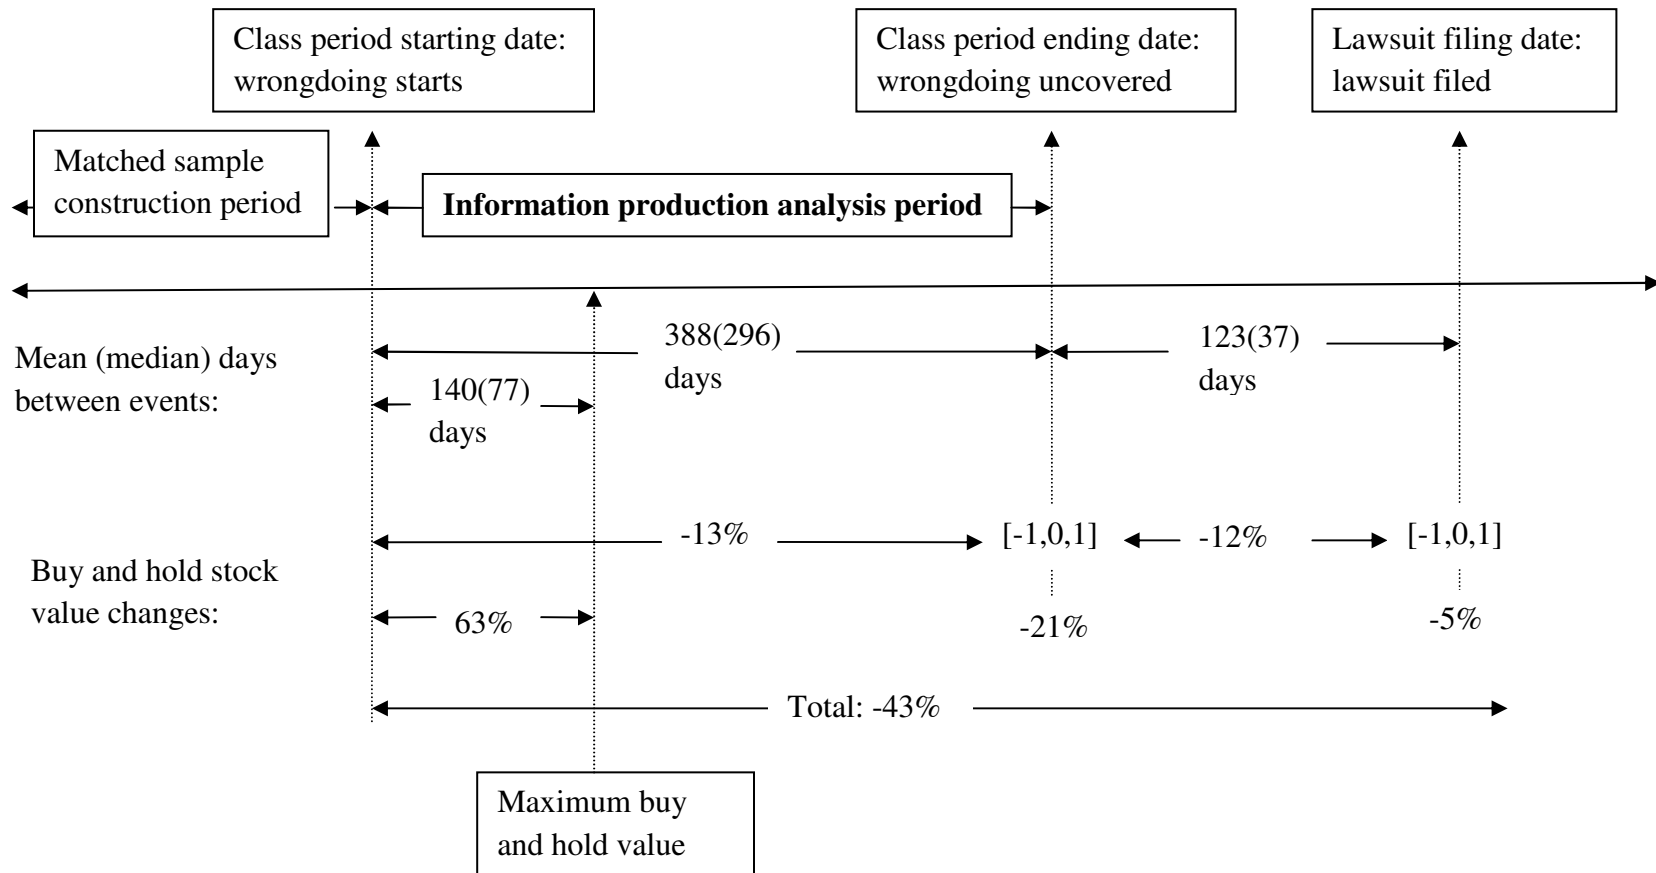 Class period starting date:
wrongdoing starts
Class period ending date:
wrongdoing uncovered
Lawsuit filing date:
lawsuit filed
Matched sample
construction period
Information production analysis period
Mean (median) days
between events:
388(296)
days
123(37)
days
140(77)
days
Buy and hold stock
value changes:
-13%
[-1,0,1]
-12%
[-1,0,1]
63%
-21%
-5%
Total: -43%
Maximum buy
and hold value